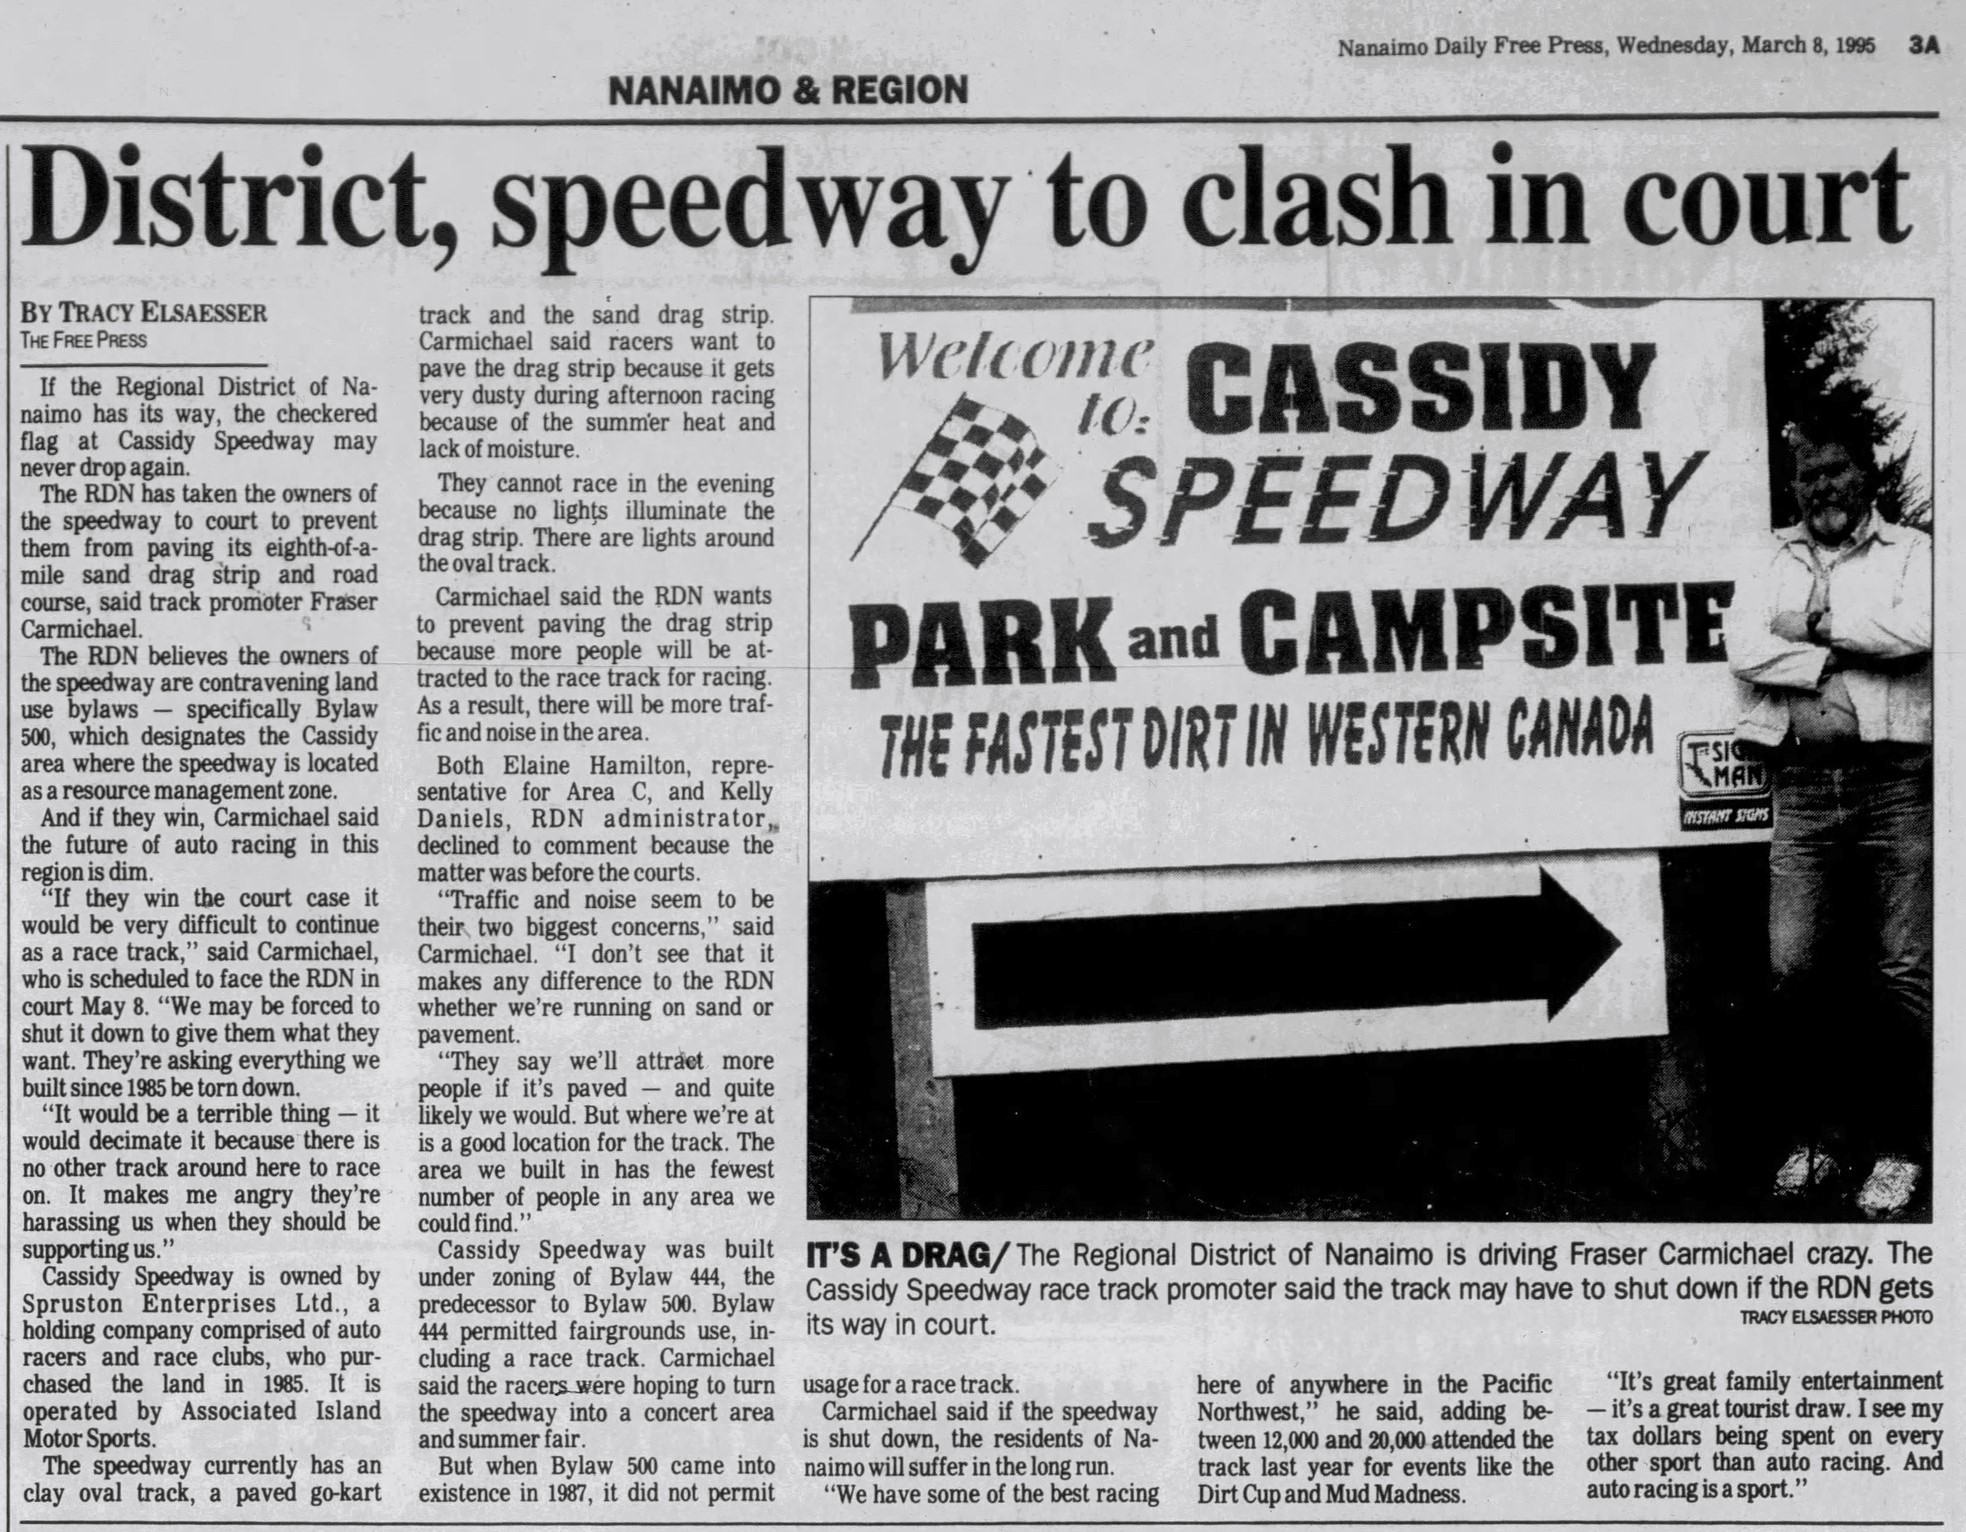 Nanaimo Daily Free Press, Wednesday, March 8, 1995 3A
NANAIMO & REGION
District, speedway to clash in court
BY TRACY ELSAESSER
THE FREE PRESS
If the Regional District of Na-
naimo has its way, the checkered
flag at Cassidy Speedway may
never drop again.
The RDN has taken the owners of
the speedway to court to prevent
them from paving its eighth-of-a-
mile sand drag strip and road
course, said track promoter Fraser
Carmichael.
The RDN believes the owners of
the speedway are contravening land
use bylaws — specifically Bylaw
500, which designates the Cassidy
area where the speedway is located
as a resource management zone.
And if they win, Carmichael said
the future of auto racing in this
region is dim.
“If they win the court case it
would be very difficult to continue
as a race track,” said Carmichael,
who is scheduled to face the RDN in
court May 8. “We may be forced to
shut it down to give them what they
want. They’re asking everything we
built since 1985 be torn down.
“It would be a terrible thing — it
would decimate it because there is
no other track around here to race
on. It makes me angry they’re
harassing us when they should be
supporting us.”
Cassidy Speedway is owned by
Spruston Enterprises Ltd., a
holding company comprised of auto
racers and race clubs, who pur-
chased the land in 1985. It is
operated by Associated Island
Motor Sports.
The speedway currently has an
clay oval track, a paved go-kart
track and the sand drag strip.
Carmichael said racers want to
pave the drag strip because it gets
very dusty during afternoon racing
because of the summer heat and
lack of moisture.
They cannot race in the evening
because no lights illuminate the
drag strip. There are lights around
the oval track.
Carmichael said the RDN wants
to prevent paving the drag strip
because more people will be at-
tracted to the race track for racing.
As a result, there will be more traf-
fic and noise in the area.
Both Elaine Hamilton, repre-
sentative for Area C, and Kelly
Daniels, RDN administrator,
declined to comment because the
matter was before the courts.
“Traffic and noise seem to be
their two biggest concerns,” said
Carmichael. “I don’t see that it
makes any difference to the RDN
whether we’re running on sand or
pavement.
“They say we’ll attract more
people if it’s paved — and quite
likely we would. But where we’re at
is a good location for the track. The
area we built in has the fewest
number of people in any area we
could find.”
Cassidy Speedway was built
under zoning of Bylaw 444, the
predecessor to Bylaw 500. Bylaw
444 permitted fairgrounds use, in-
cluding a race track. Carmichael
said the racers were hoping to turn
the speedway into a concert area
and summer fair.
But when Bylaw 500 came into
existence in 1987, it did not permit
Welcome
to: CASSIDY
SPEEDWAY
PARK and CAMPSITE
THE FASTEST DIRT IN WESTERN CANADA
SIG
MAN
INSTANT SIGNS
IT’S A DRAG/ The Regional District of Nanaimo is driving Fraser Carmichael crazy. The
Cassidy Speedway race track promoter said the track may have to shut down if the RDN gets
its way in court.
TRACY ELSAESSER PHOTO
usage for a race track.
Carmichael said if the speedway
is shut down, the residents of Na-
naimo will suffer in the long run.
“We have some of the best racing
here of anywhere in the Pacific
Northwest,” he said, adding be-
tween 12,000 and 20,000 attended the
track last year for events like the
Dirt Cup and Mud Madness.
“It’s great family entertainment
— it’s a great tourist draw. I see my
tax dollars being spent on every
other sport than auto racing. And
auto racing is a sport.”